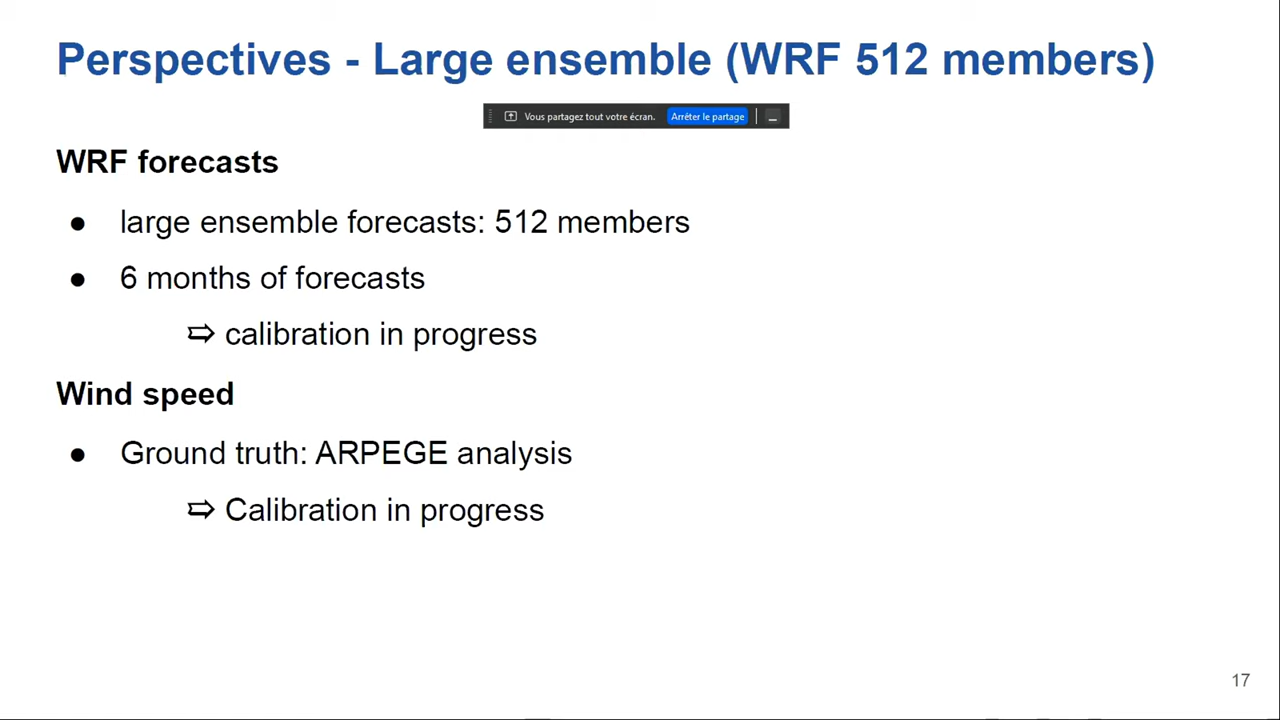 Perspectives - Large ensemble (WRF 512 members)
Vous partagez tout votre écran. Arrêter le partage
WRF forecasts
● large ensemble forecasts: 512 members
● 6 months of forecasts
⇨ calibration in progress
Wind speed
● Ground truth: ARPEGE analysis
⇨ Calibration in progress
17